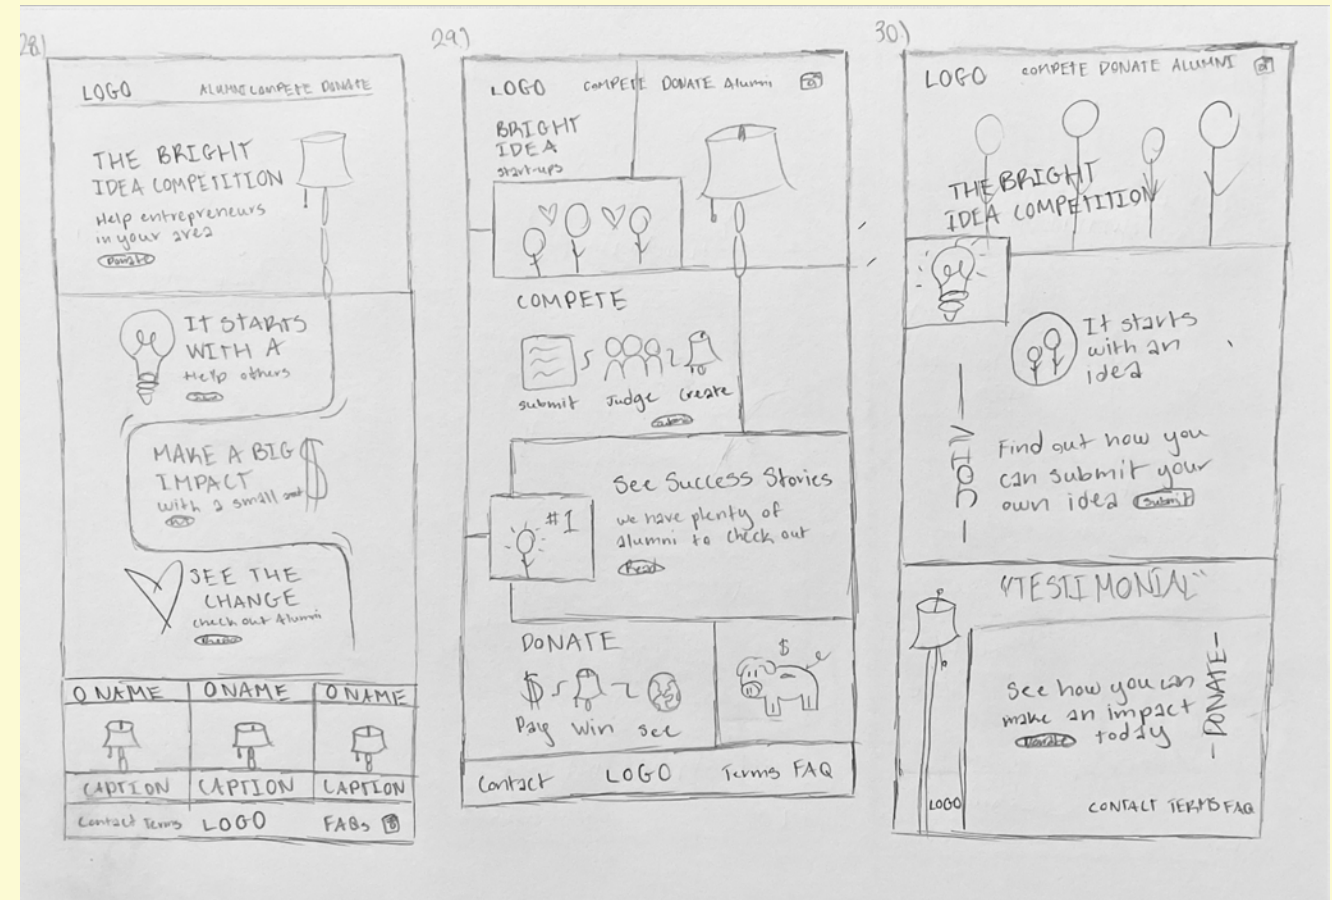 28.)
LOGO
ALUMNI COMPETE DONATE
THE BRIGHT
IDEA COMPETITION
Help entrepreneurs
in your area
Donate
IT STARTS
WITH A
Help others
MAKE A BIG
IMPACT
with a small
$
SEE THE
CHANGE
check out Alumni
O NAME
O NAME
O NAME
CAPTION
CAPTION
CAPTION
Contact Terms
LOGO
FAQs
29.)
LOGO
COMPETE DONATE Alumni
BRIGHT
IDEA
start-ups
COMPETE
submit Judge Create
See Success Stories
#1
we have plenty of
alumni to check out
Read
DONATE
$
$
Pay Win see
Contact
LOGO
Terms FAQ
30.)
LOGO
COMPETE DONATE ALUMNI
THE BRIGHT
IDEA COMPETITION
It starts
with an
idea
JOIN
Find out how you
can submit your
own idea Submit
"TESTIMONIAL"
See how you can
make an impact
Donate today
DONATE
LOGO
CONTACT TERMS FAQ